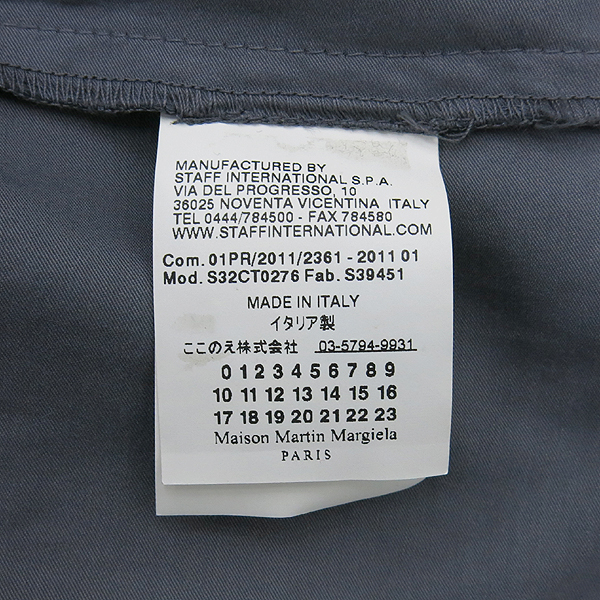 MANUFACTURED BY
STAFF INTERNATIONAL S.P.A.
VIA DEL PROGRESSO, 10
36025 NOVENTA VICENTINA ITALY
TEL 0444/784500 - FAX 784580
WWW.STAFFINTERNATIONAL.COM
Com. 01PR/2011/2361 - 2011 01
Mod. S32CT0276 Fab. S39451
MADE IN ITALY
イタリア製
ここのえ株式会社 03-5794-9931
0 1 2 3 4 5 6 7 8 9
10 11 12 13 14 15 16
17 18 19 20 21 22 23
Maison Martin Margiela
PARIS